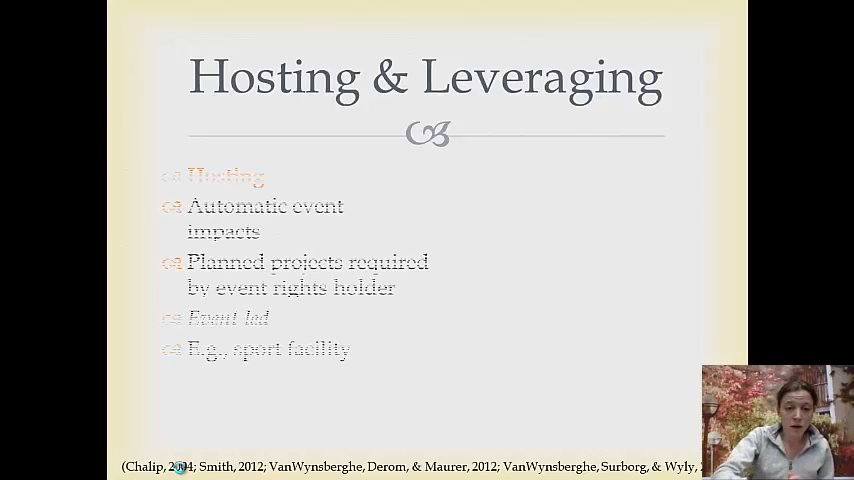 Hosting & Leveraging
Hosting
Automatic event
impacts
Planned projects required
by event rights holder
Event led
E.g., sport facility
(Chalip, 2004; Smith, 2012; VanWynsberghe, Derom, & Maurer, 2012; VanWynsberghe, Surborg, & Wyly,